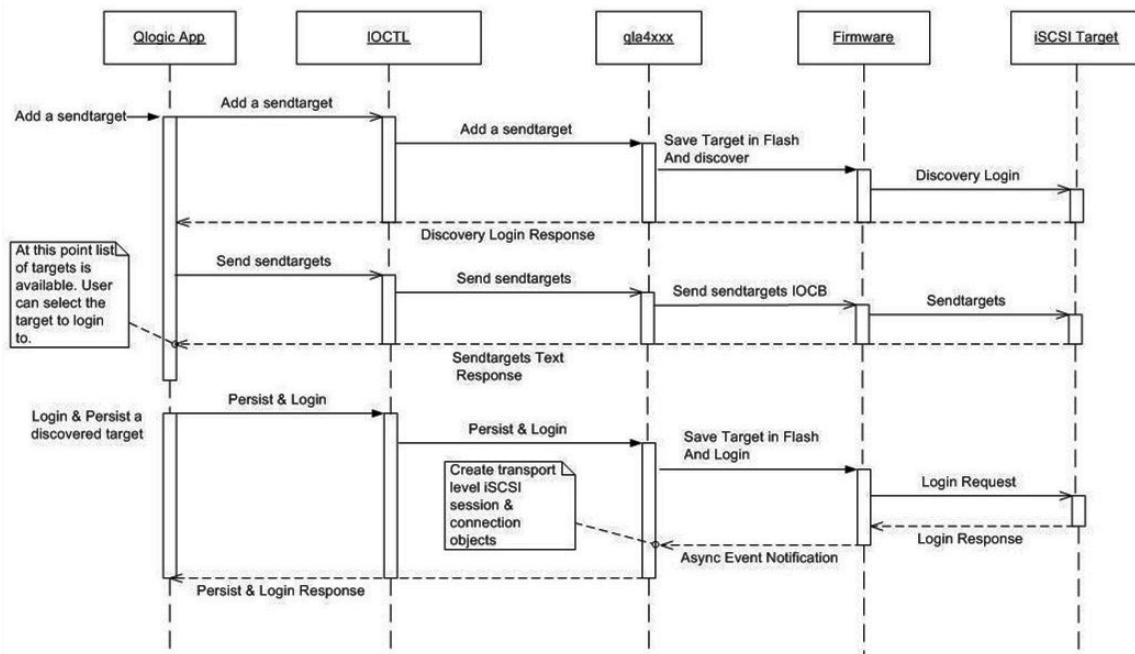 Qlogic App
IOCTL
qla4xxx
Firmware
iSCSI Target
Add a sendtarget
Add a sendtarget
Add a sendtarget
Save Target in Flash
And discover
Discovery Login
Discovery Login Response
At this point list
of targets is
available. User
can select the
target to login
to.
Send sendtargets
Send sendtargets
Send sendtargets IOCB
Sendtargets
Sendtargets Text
Response
Login & Persist a
discovered target
Persist & Login
Persist & Login
Save Target in Flash
And Login
Create transport
level iSCSI
session &
connection
objects
Login Request
Login Response
Async Event Notification
Persist & Login Response